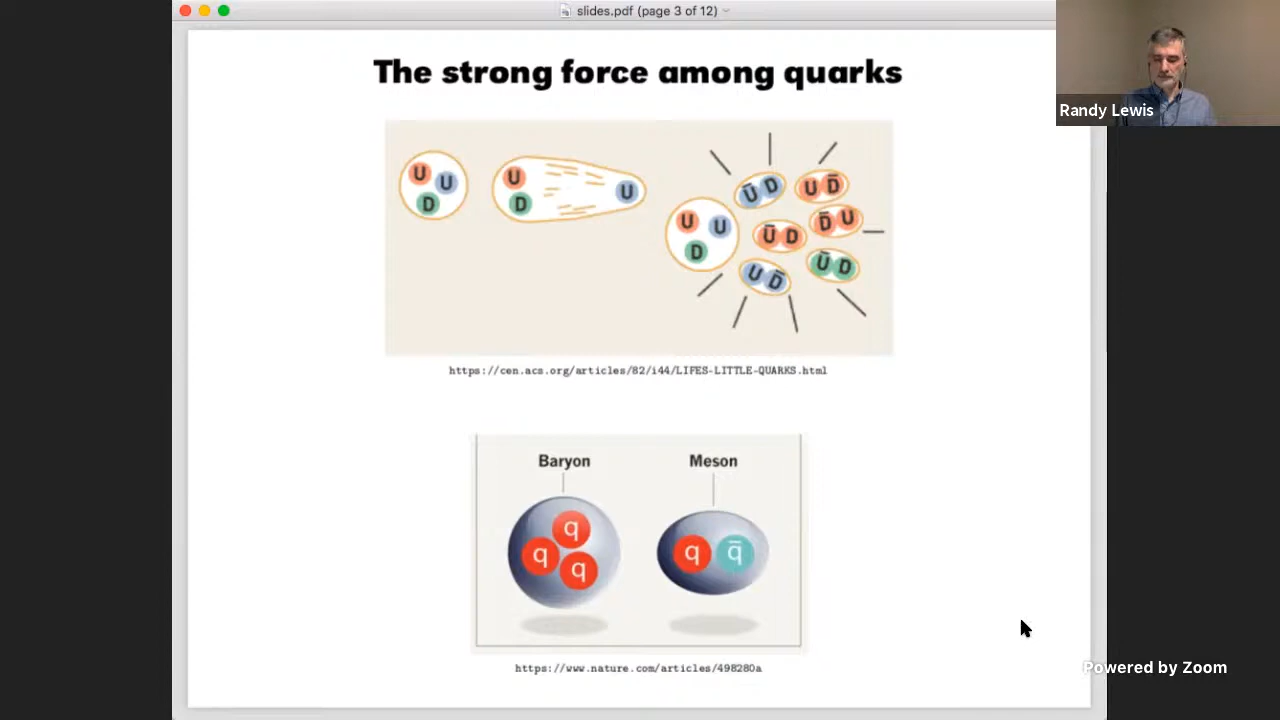 slides.pdf (page 3 of 12)
The strong force among quarks
Randy Lewis
U U D
U D U
U U D
Ū D
U D̄
D̄ U
Ū D
U D̄
Ū D
https://cen.acs.org/articles/82/i44/LIFES-LITTLE-QUARKS.html
Baryon Meson
q q q
q q̄
https://www.nature.com/articles/498280a
Powered by Zoom